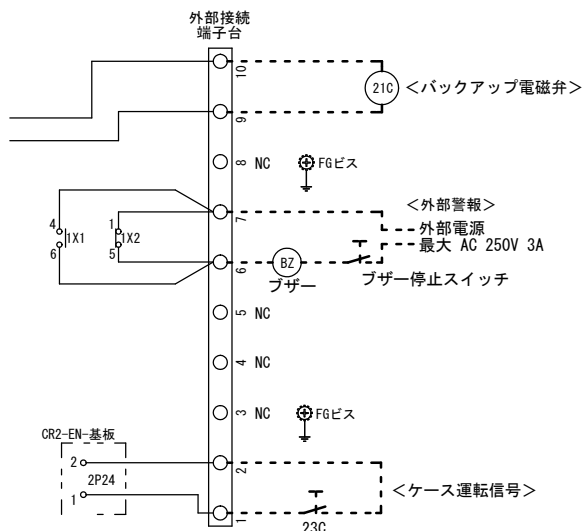 外部接続
端子台
10
21C
＜バックアップ電磁弁＞
9
8
NC
FGビス
＜外部警報＞
7
外部電源
最大 AC 250V 3A
4
1X1
6
1
1X2
5
6
BZ
ブザー
ブザー停止スイッチ
5
NC
4
NC
3
NC
FGビス
CR2-EN-基板
2
2P24
1
2
＜ケース運転信号＞
1
23C